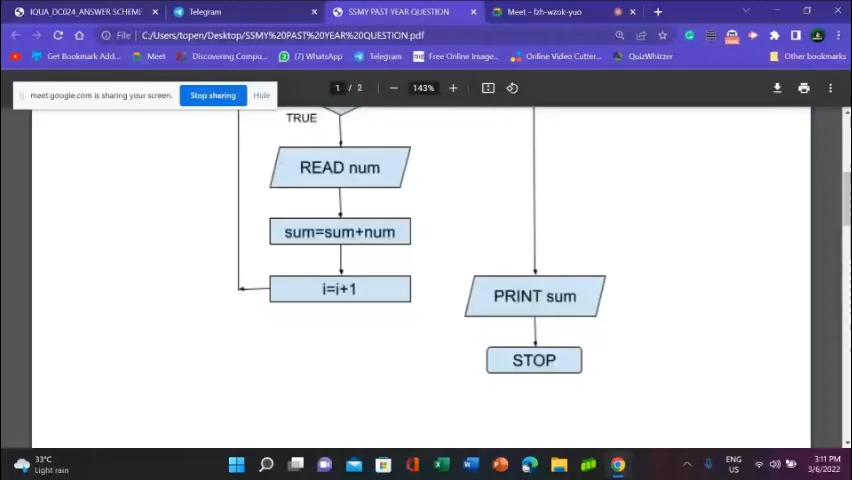 IQUA_DC024_ANSWER SCHEME
Telegram
SSMY PAST YEAR QUESTION
Meet - fzh-wzok-yuo
File
C:/Users/topen/Desktop/SSMY%20PAST%20YEAR%20QUESTION.pdf
Get Bookmark Add...
Meet
Discovering Compu...
(7) WhatsApp
Telegram
Free Online Image...
Online Video Cutter...
QuizWhizzer
Other bookmarks
meet.google.com is sharing your screen.
Stop sharing
Hide
1 / 2
143%
TRUE
READ num
sum=sum+num
i=i+1
PRINT sum
STOP
33°C
Light rain
ENG
US
3:11 PM
3/6/2022